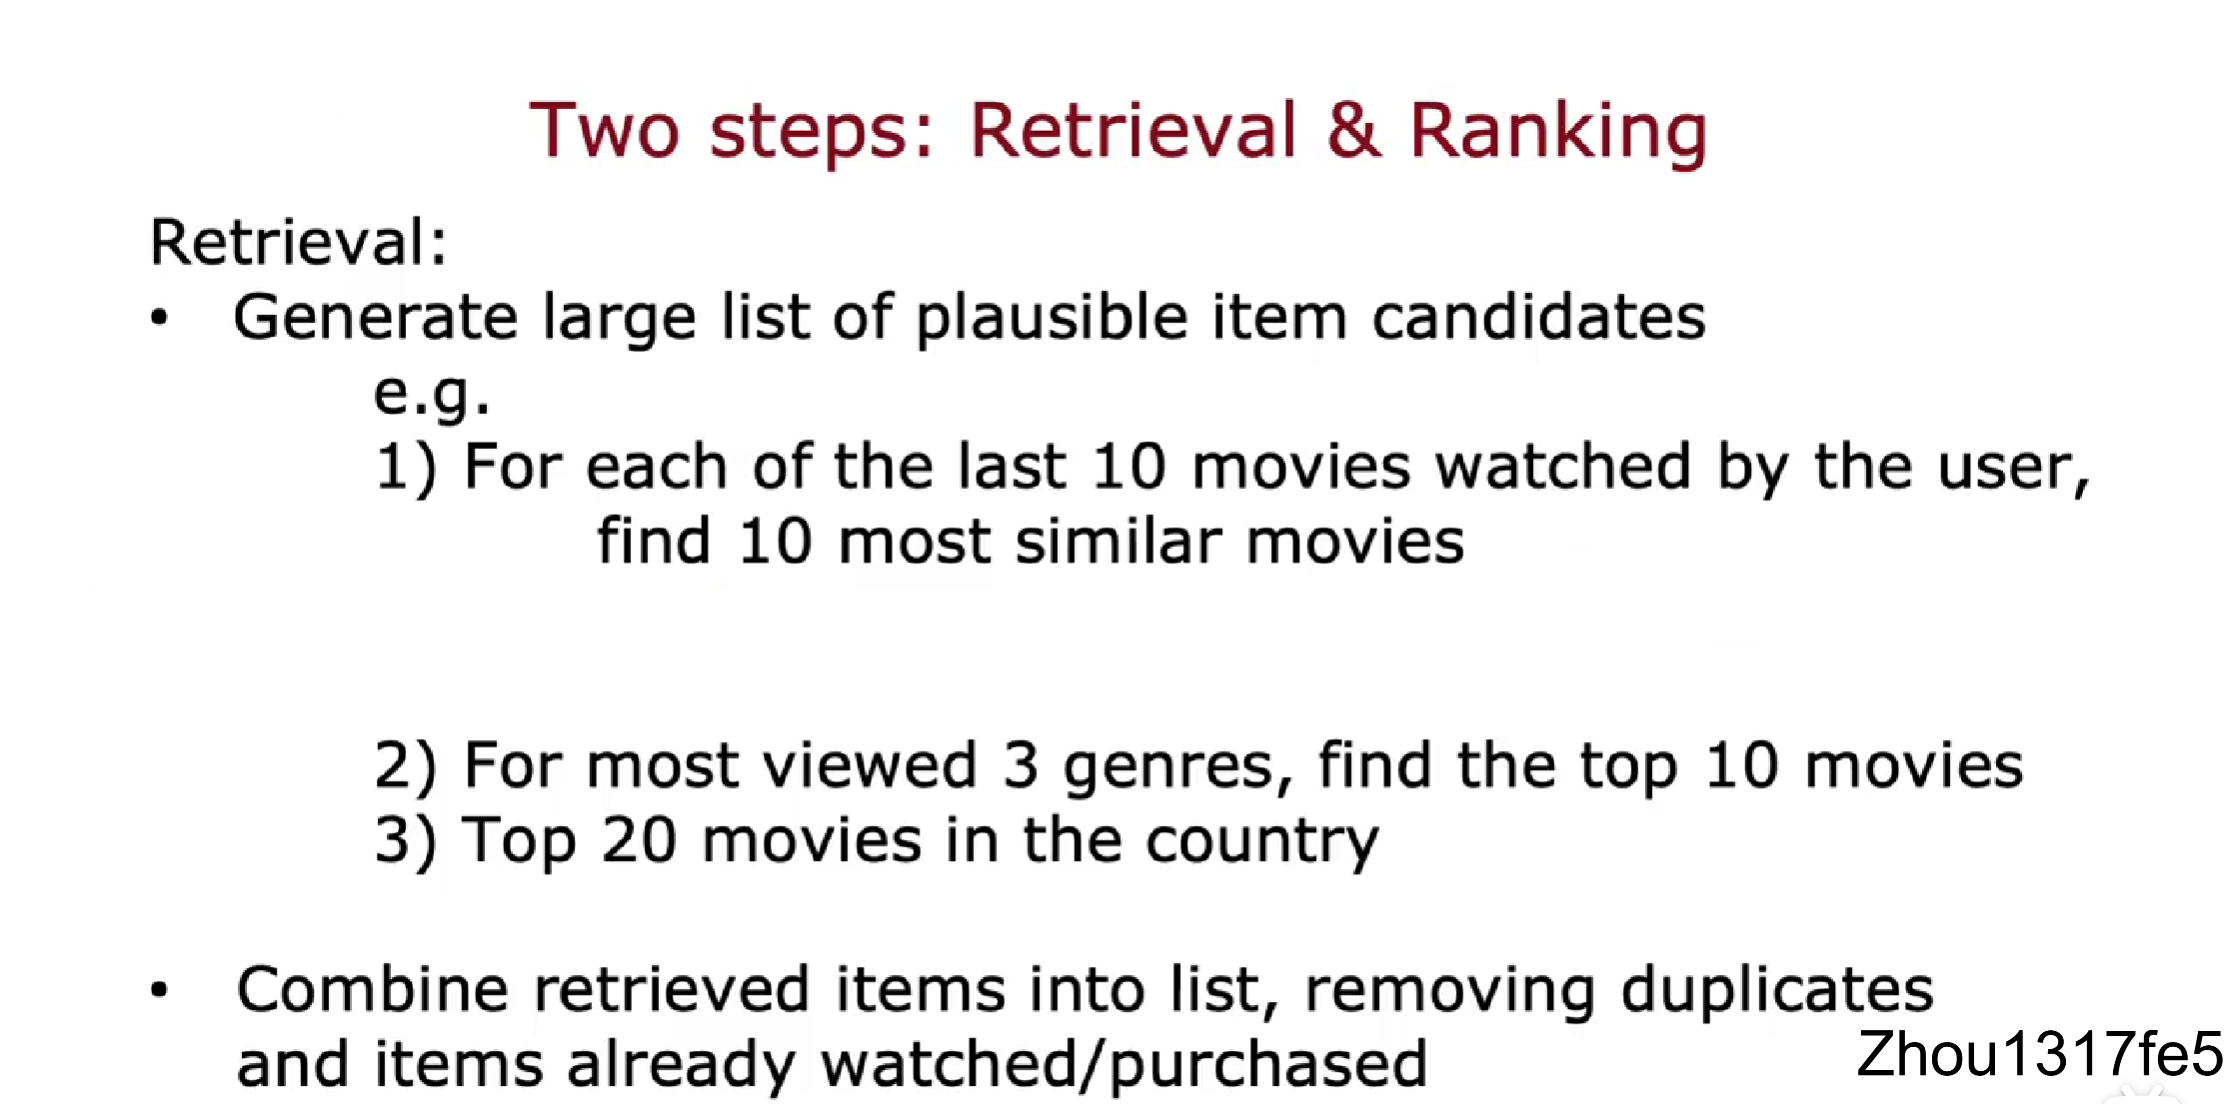 Two steps: Retrieval & Ranking
Retrieval:
• Generate large list of plausible item candidates
e.g.
1) For each of the last 10 movies watched by the user,
find 10 most similar movies
2) For most viewed 3 genres, find the top 10 movies
3) Top 20 movies in the country
• Combine retrieved items into list, removing duplicates
and items already watched/purchased
Zhou1317fe5